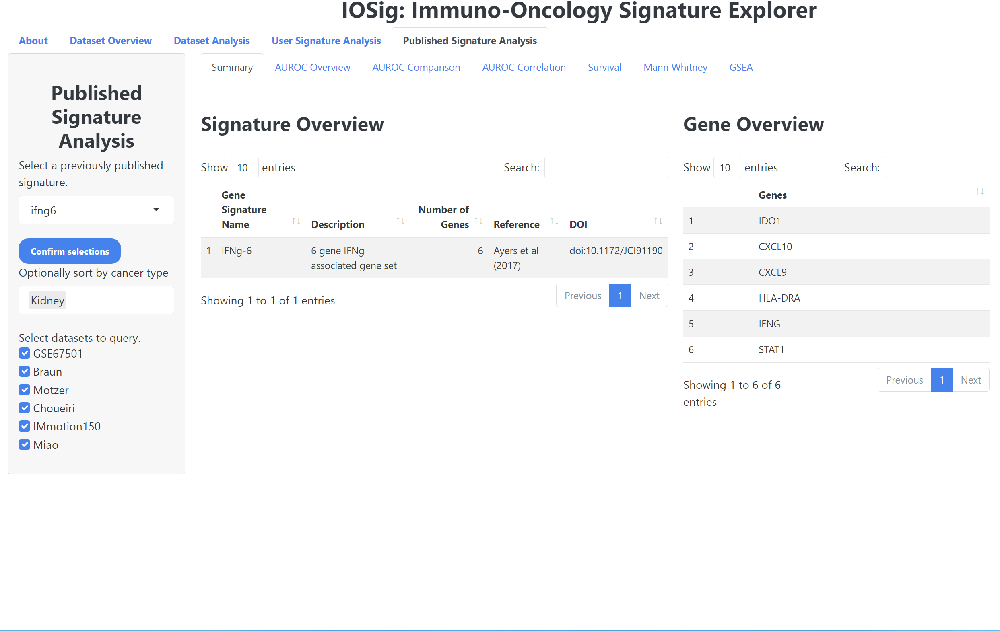 IOSig: Immuno-Oncology Signature Explorer
About Dataset Overview Dataset Analysis User Signature Analysis Published Signature Analysis
Published
Signature
Analysis
Select a previously published
signature.
ifng6
Confirm selections
Optionally sort by cancer type
Kidney
Select datasets to query.
GSE67501
Braun
Motzer
Choueiri
IMmotion150
Miao
Summary AUROC Overview AUROC Comparison AUROC Correlation Survival Mann Whitney GSEA
Signature Overview
Show 10 entries Search:
Gene
Signature Number of
Name Description Genes Reference DOI
1 IFNg-6 6 gene IFNg 6 Ayers et al doi:10.1172/JCI91190
associated gene set (2017)
Showing 1 to 1 of 1 entries Previous 1 Next
Gene Overview
Show 10 entries Search:
Genes
1 IDO1
2 CXCL10
3 CXCL9
4 HLA-DRA
5 IFNG
6 STAT1
Showing 1 to 6 of 6 Previous 1 Next
entries